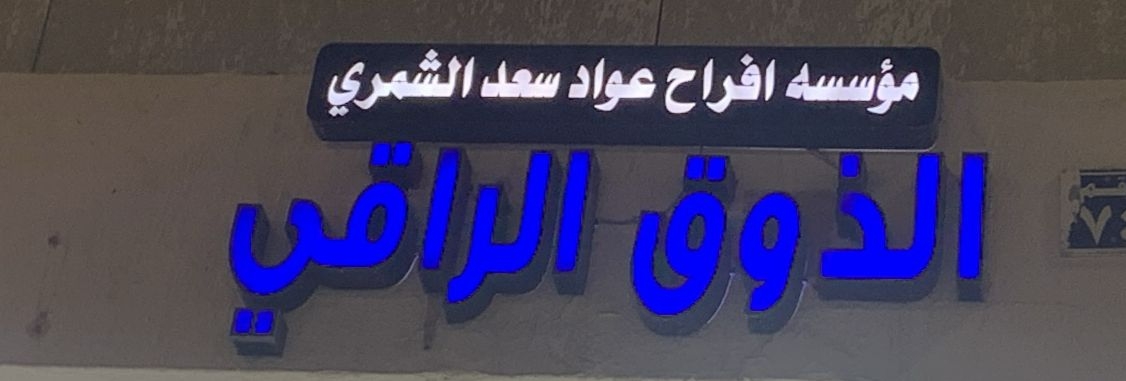 مؤسسه افراح عواد سعد الشمري
الذوق الراقي